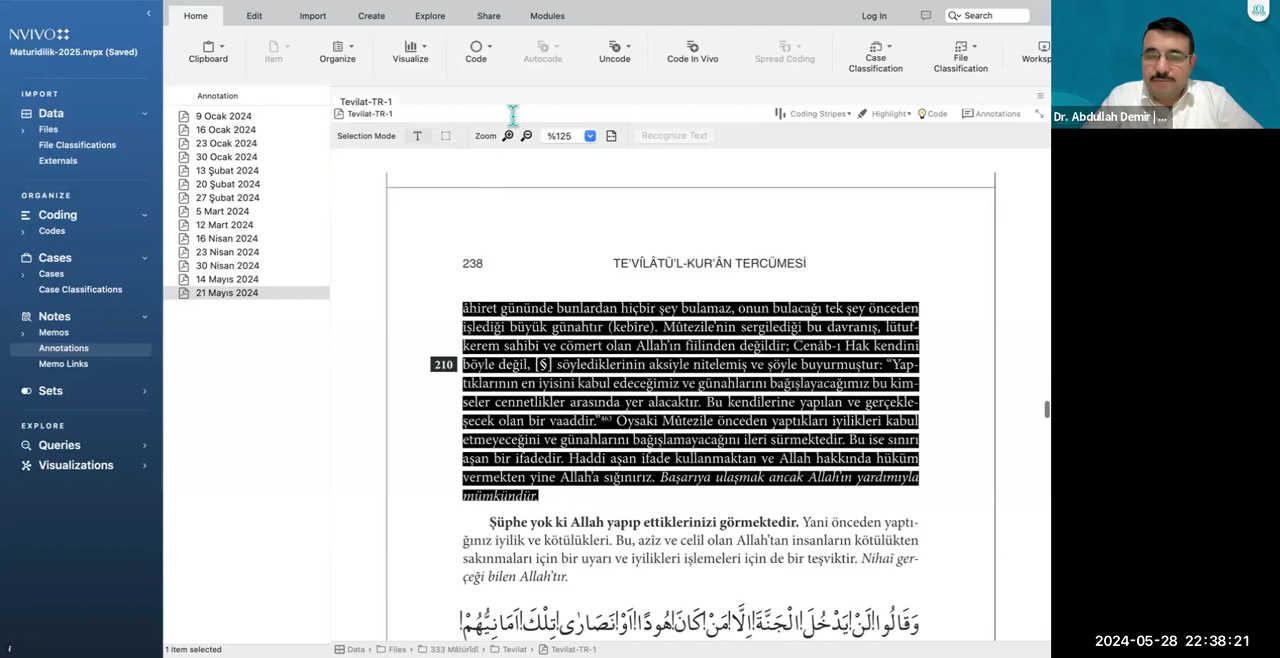 NVIVO
Maturidilik-2025.nvpx (Saved)
IMPORT
Data
Files
File Classifications
Externals
ORGANIZE
Coding
Codes
Cases
Cases
Case Classifications
Notes
Memos
Annotations
Memo Links
Sets
EXPLORE
Queries
Visualizations
Home Edit Import Create Explore Share Modules Log In Search
Clipboard Item Organize Visualize Code Autocode Uncode Code In Vivo Spread Coding Case Classification File Classification Worksp
Annotation
9 Ocak 2024
16 Ocak 2024
23 Ocak 2024
30 Ocak 2024
13 Şubat 2024
20 Şubat 2024
27 Şubat 2024
5 Mart 2024
12 Mart 2024
16 Nisan 2024
23 Nisan 2024
30 Nisan 2024
14 Mayıs 2024
21 Mayıs 2024
1 item selected
Tevilat-TR-1
Tevilat-TR-1 Coding Stripes Highlight Code Annotations
Selection Mode T Zoom %125 Recognize Text
238 TE'VÎLÂTÜ'L-KUR'ÂN TERCÜMESİ
âhiret gününde bunlardan hiçbir şey bulamaz, onun bulacağı tek şey önceden
işlediği büyük günahtır (kebîre). Mûtezile'nin sergilediği bu davranış, lütuf-
kerem sahibi ve cömert olan Allah'ın fiilinden değildir; Cenâb-ı Hak kendini
210 böyle değil, [§] söylediklerinin aksiyle nitelemiş ve şöyle buyurmuştur: “Yap-
tıklarının en iyisini kabul edeceğimiz ve günahlarını bağışlayacağımız bu kim-
seler cennetlikler arasında yer alacaktır. Bu kendilerine yapılan ve gerçekle-
şecek olan bir vaaddir.”⁴⁶³ Oysaki Mûtezile önceden yaptıkları iyilikleri kabul
etmeyeceğini ve günahlarını bağışlamayacağını ileri sürmektedir. Bu ise sınırı
aşan bir ifadedir. Haddi aşan ifade kullanmaktan ve Allah hakkında hüküm
vermekten yine Allah'a sığınırız. Başarıya ulaşmak ancak Allah'ın yardımıyla
mümkündür.
Şüphe yok ki Allah yapıp ettiklerinizi görmektedir. Yani önceden yaptı-
ğınız iyilik ve kötülükleri. Bu, azîz ve celîl olan Allah'tan insanların kötülükten
sakınmaları için bir uyarı ve iyilikleri işlemeleri için de bir teşviktir. Nihaî ger-
çeği bilen Allah'tır.
وَقَالُوا لَنْ يَدْخُلَ الْجَنَّةَ اِلَّا مَنْ كَانَ هُودًا اَوْ نَصَارٰى تِلْكَ اَمَانِيُّهُمْ
Data Files 333 Mâtürîdî Tevilat Tevilat-TR-1
Dr. Abdullah Demir | ...
2024-05-28 22:38:21